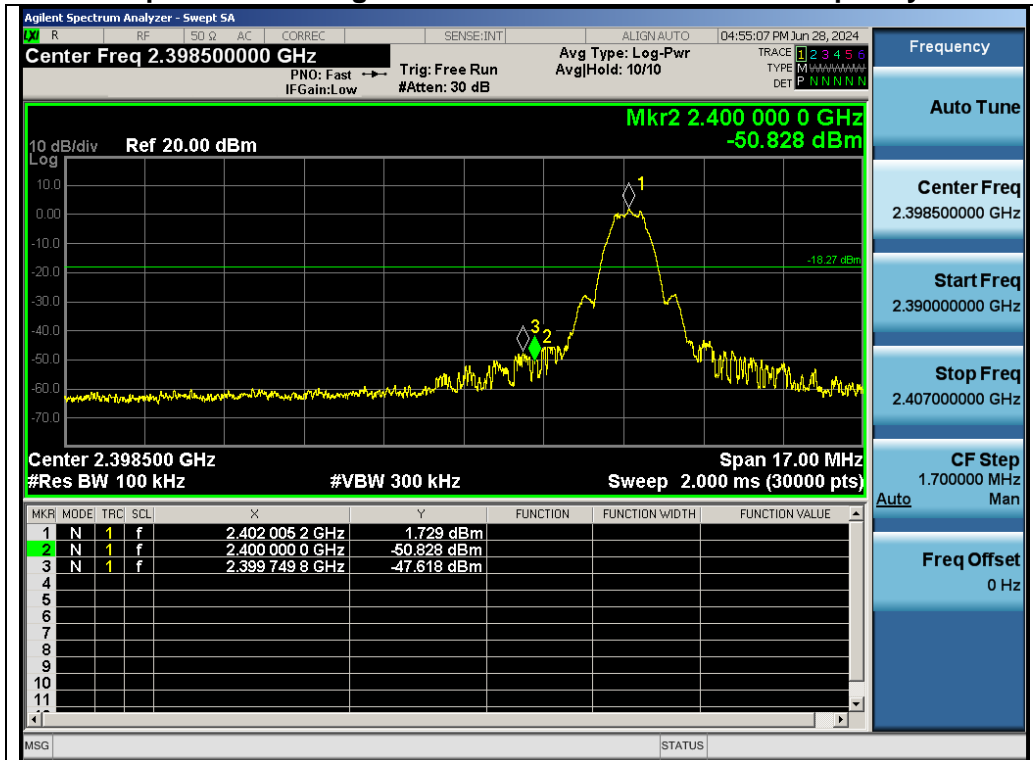 Agilent Spectrum Analyzer - Swept SA
LXI R RF 50 Ω AC CORREC SENSE:INT ALIGN AUTO 04:55:07 PM Jun 28, 2024
Center Freq 2.398500000 GHz
PNO: Fast
IFGain:Low
Trig: Free Run
#Atten: 30 dB
Avg Type: Log-Pwr
Avg|Hold: 10/10
TRACE 1 2 3 4 5 6
TYPE M W W W W W
DET P N N N N N
Mkr2 2.400 000 0 GHz
-50.828 dBm
10 dB/div Ref 20.00 dBm
Log
10.0
0.00
-10.0
-20.0
-30.0
-40.0
-50.0
-60.0
-70.0
1
-18.27 dBm
3
2
Center 2.398500 GHz Span 17.00 MHz
#Res BW 100 kHz #VBW 300 kHz Sweep 2.000 ms (30000 pts)
MKR MODE TRC SCL X Y FUNCTION FUNCTION WIDTH FUNCTION VALUE
1 N 1 f 2.402 005 2 GHz 1.729 dBm
2 N 1 f 2.400 000 0 GHz -50.828 dBm
3 N 1 f 2.399 749 8 GHz -47.618 dBm
4
5
6
7
8
9
10
11
MSG STATUS
Frequency
Auto Tune
Center Freq
2.398500000 GHz
Start Freq
2.390000000 GHz
Stop Freq
2.407000000 GHz
CF Step
1.700000 MHz
Auto Man
Freq Offset
0 Hz